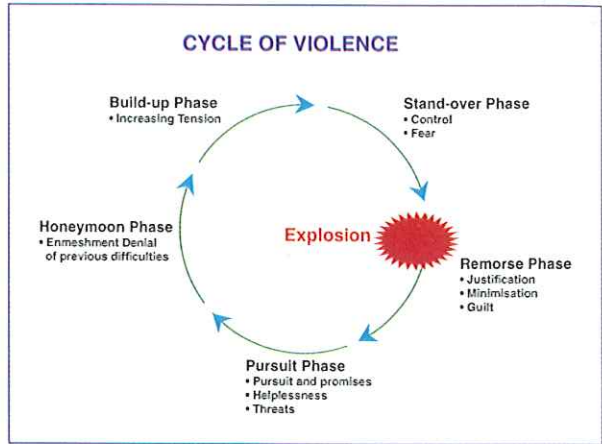 CYCLE OF VIOLENCE
Build-up Phase
• Increasing Tension
Stand-over Phase
• Control
• Fear
Explosion
Honeymoon Phase
• Enmeshment Denial
of previous difficulties
Remorse Phase
• Justification
• Minimisation
• Guilt
Pursuit Phase
• Pursuit and promises
• Helplessness
• Threats